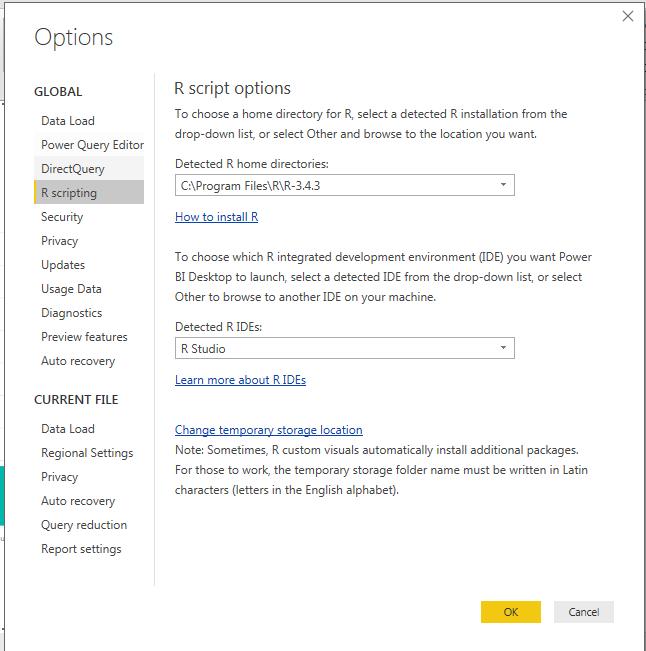 Options
GLOBAL
Data Load
Power Query Editor
DirectQuery
R scripting
Security
Privacy
Updates
Usage Data
Diagnostics
Preview features
Auto recovery
CURRENT FILE
Data Load
Regional Settings
Privacy
Auto recovery
Query reduction
Report settings
R script options
To choose a home directory for R, select a detected R installation from the
drop-down list, or select Other and browse to the location you want.
Detected R home directories:
C:\Program Files\R\R-3.4.3
How to install R
To choose which R integrated development environment (IDE) you want Power
BI Desktop to launch, select a detected IDE from the drop-down list, or select
Other to browse to another IDE on your machine.
Detected R IDEs:
R Studio
Learn more about R IDEs
Change temporary storage location
Note: Sometimes, R custom visuals automatically install additional packages.
For those to work, the temporary storage folder name must be written in Latin
characters (letters in the English alphabet).
OK
Cancel